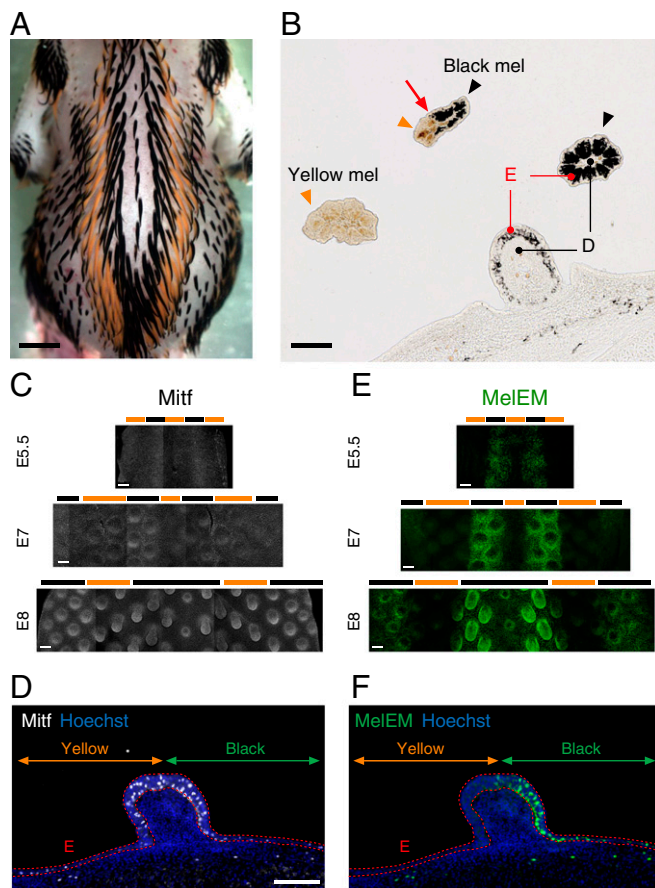 A
B
Black mel
Yellow mel
E
D
C
Mitf
E5.5
E7
E8
E
MelEM
E5.5
E7
E8
D
Mitf Hoechst
Yellow
Black
E
F
MelEM Hoechst
Yellow
Black
E